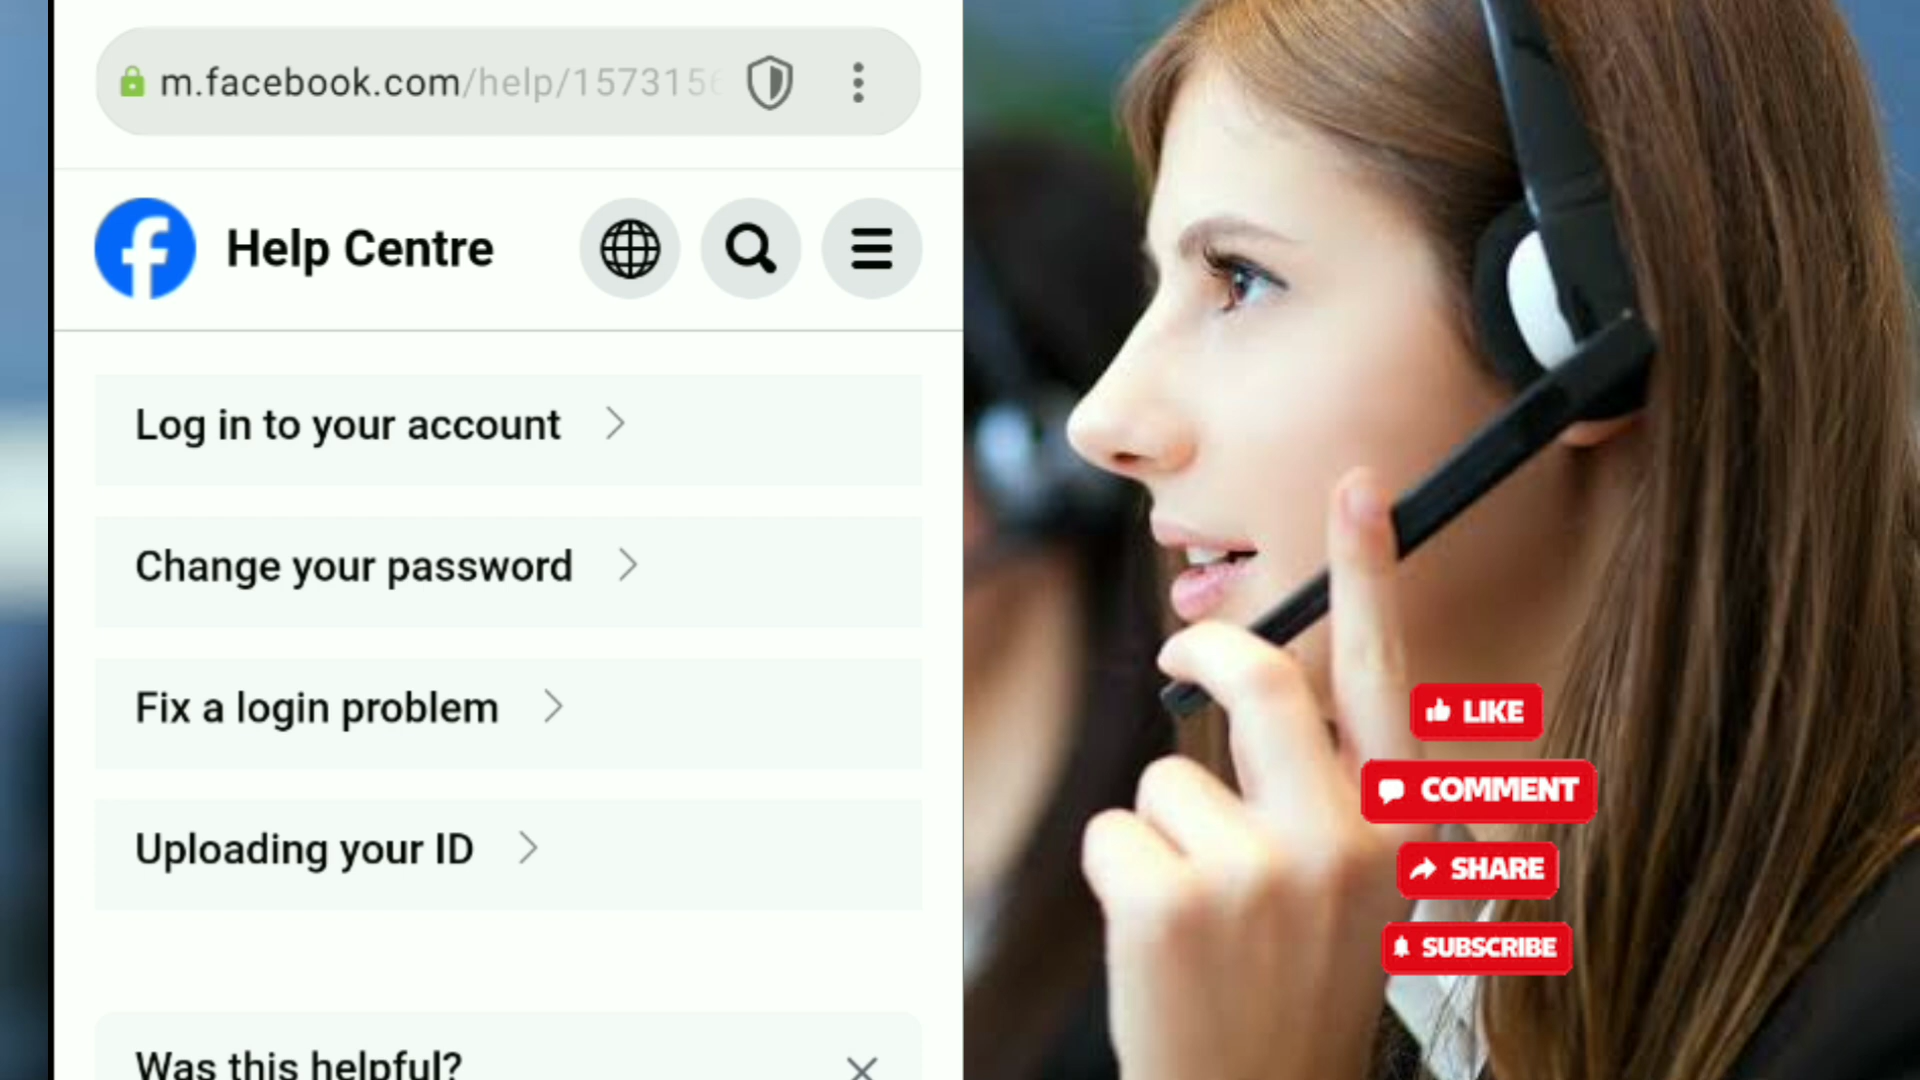 m.facebook.com/help/157315
Help Centre
Log in to your account
Change your password
Fix a login problem
Uploading your ID
Was this helpful?
LIKE
COMMENT
SHARE
SUBSCRIBE